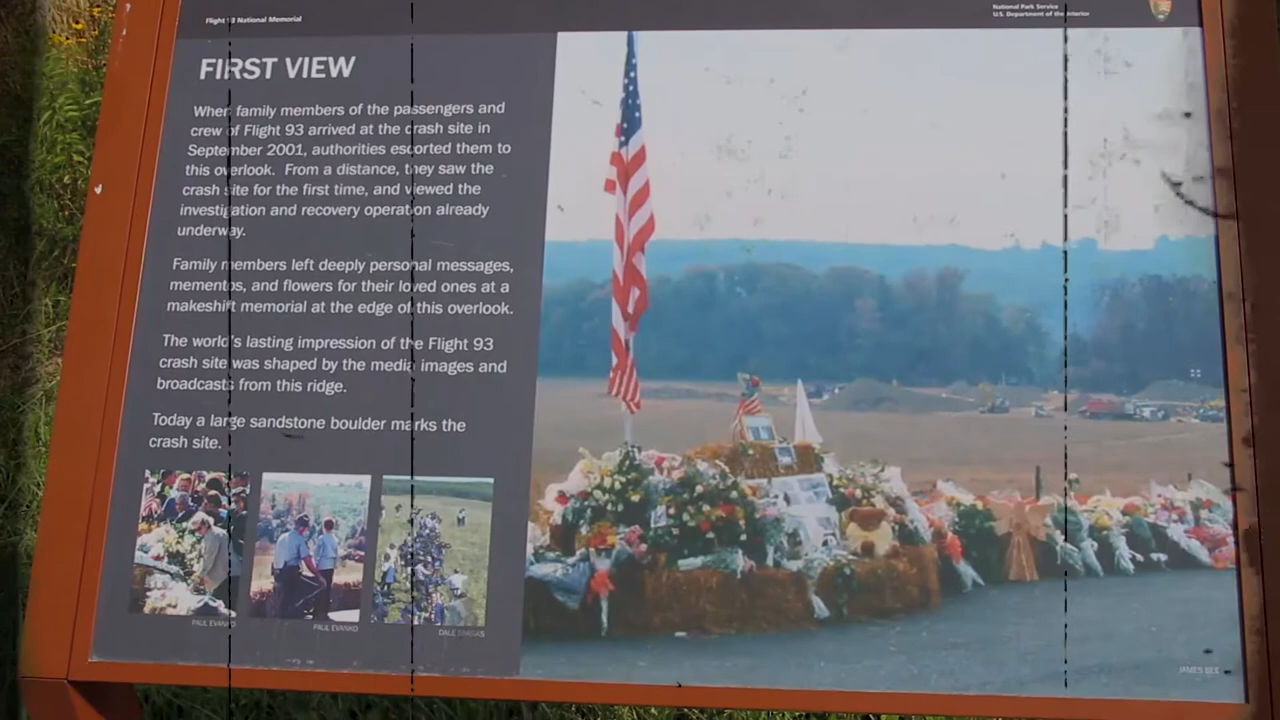 Flight 93 National Memorial
National Park Service
U.S. Department of the Interior
FIRST VIEW
When family members of the passengers and
crew of Flight 93 arrived at the crash site in
September 2001, authorities escorted them to
this overlook. From a distance, they saw the
crash site for the first time, and viewed the
investigation and recovery operation already
underway.
Family members left deeply personal messages,
mementos, and flowers for their loved ones at a
makeshift memorial at the edge of this overlook.
The world's lasting impression of the Flight 93
crash site was shaped by the media images and
broadcasts from this ridge.
Today a large sandstone boulder marks the
crash site.
PAUL EVANKO
PAUL EVANKO
DALE
JAMES